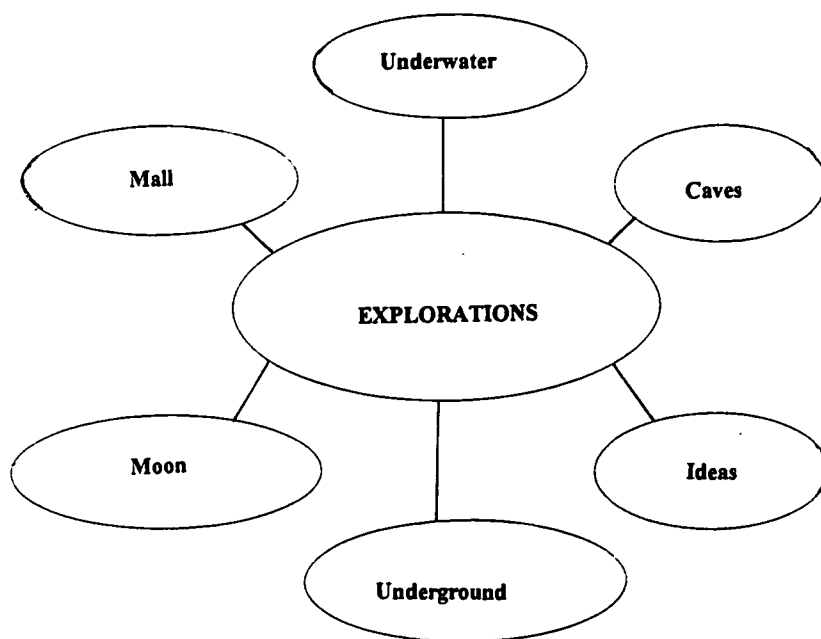 Underwater
Mall
Caves
EXPLORATIONS
Moon
Ideas
Underground